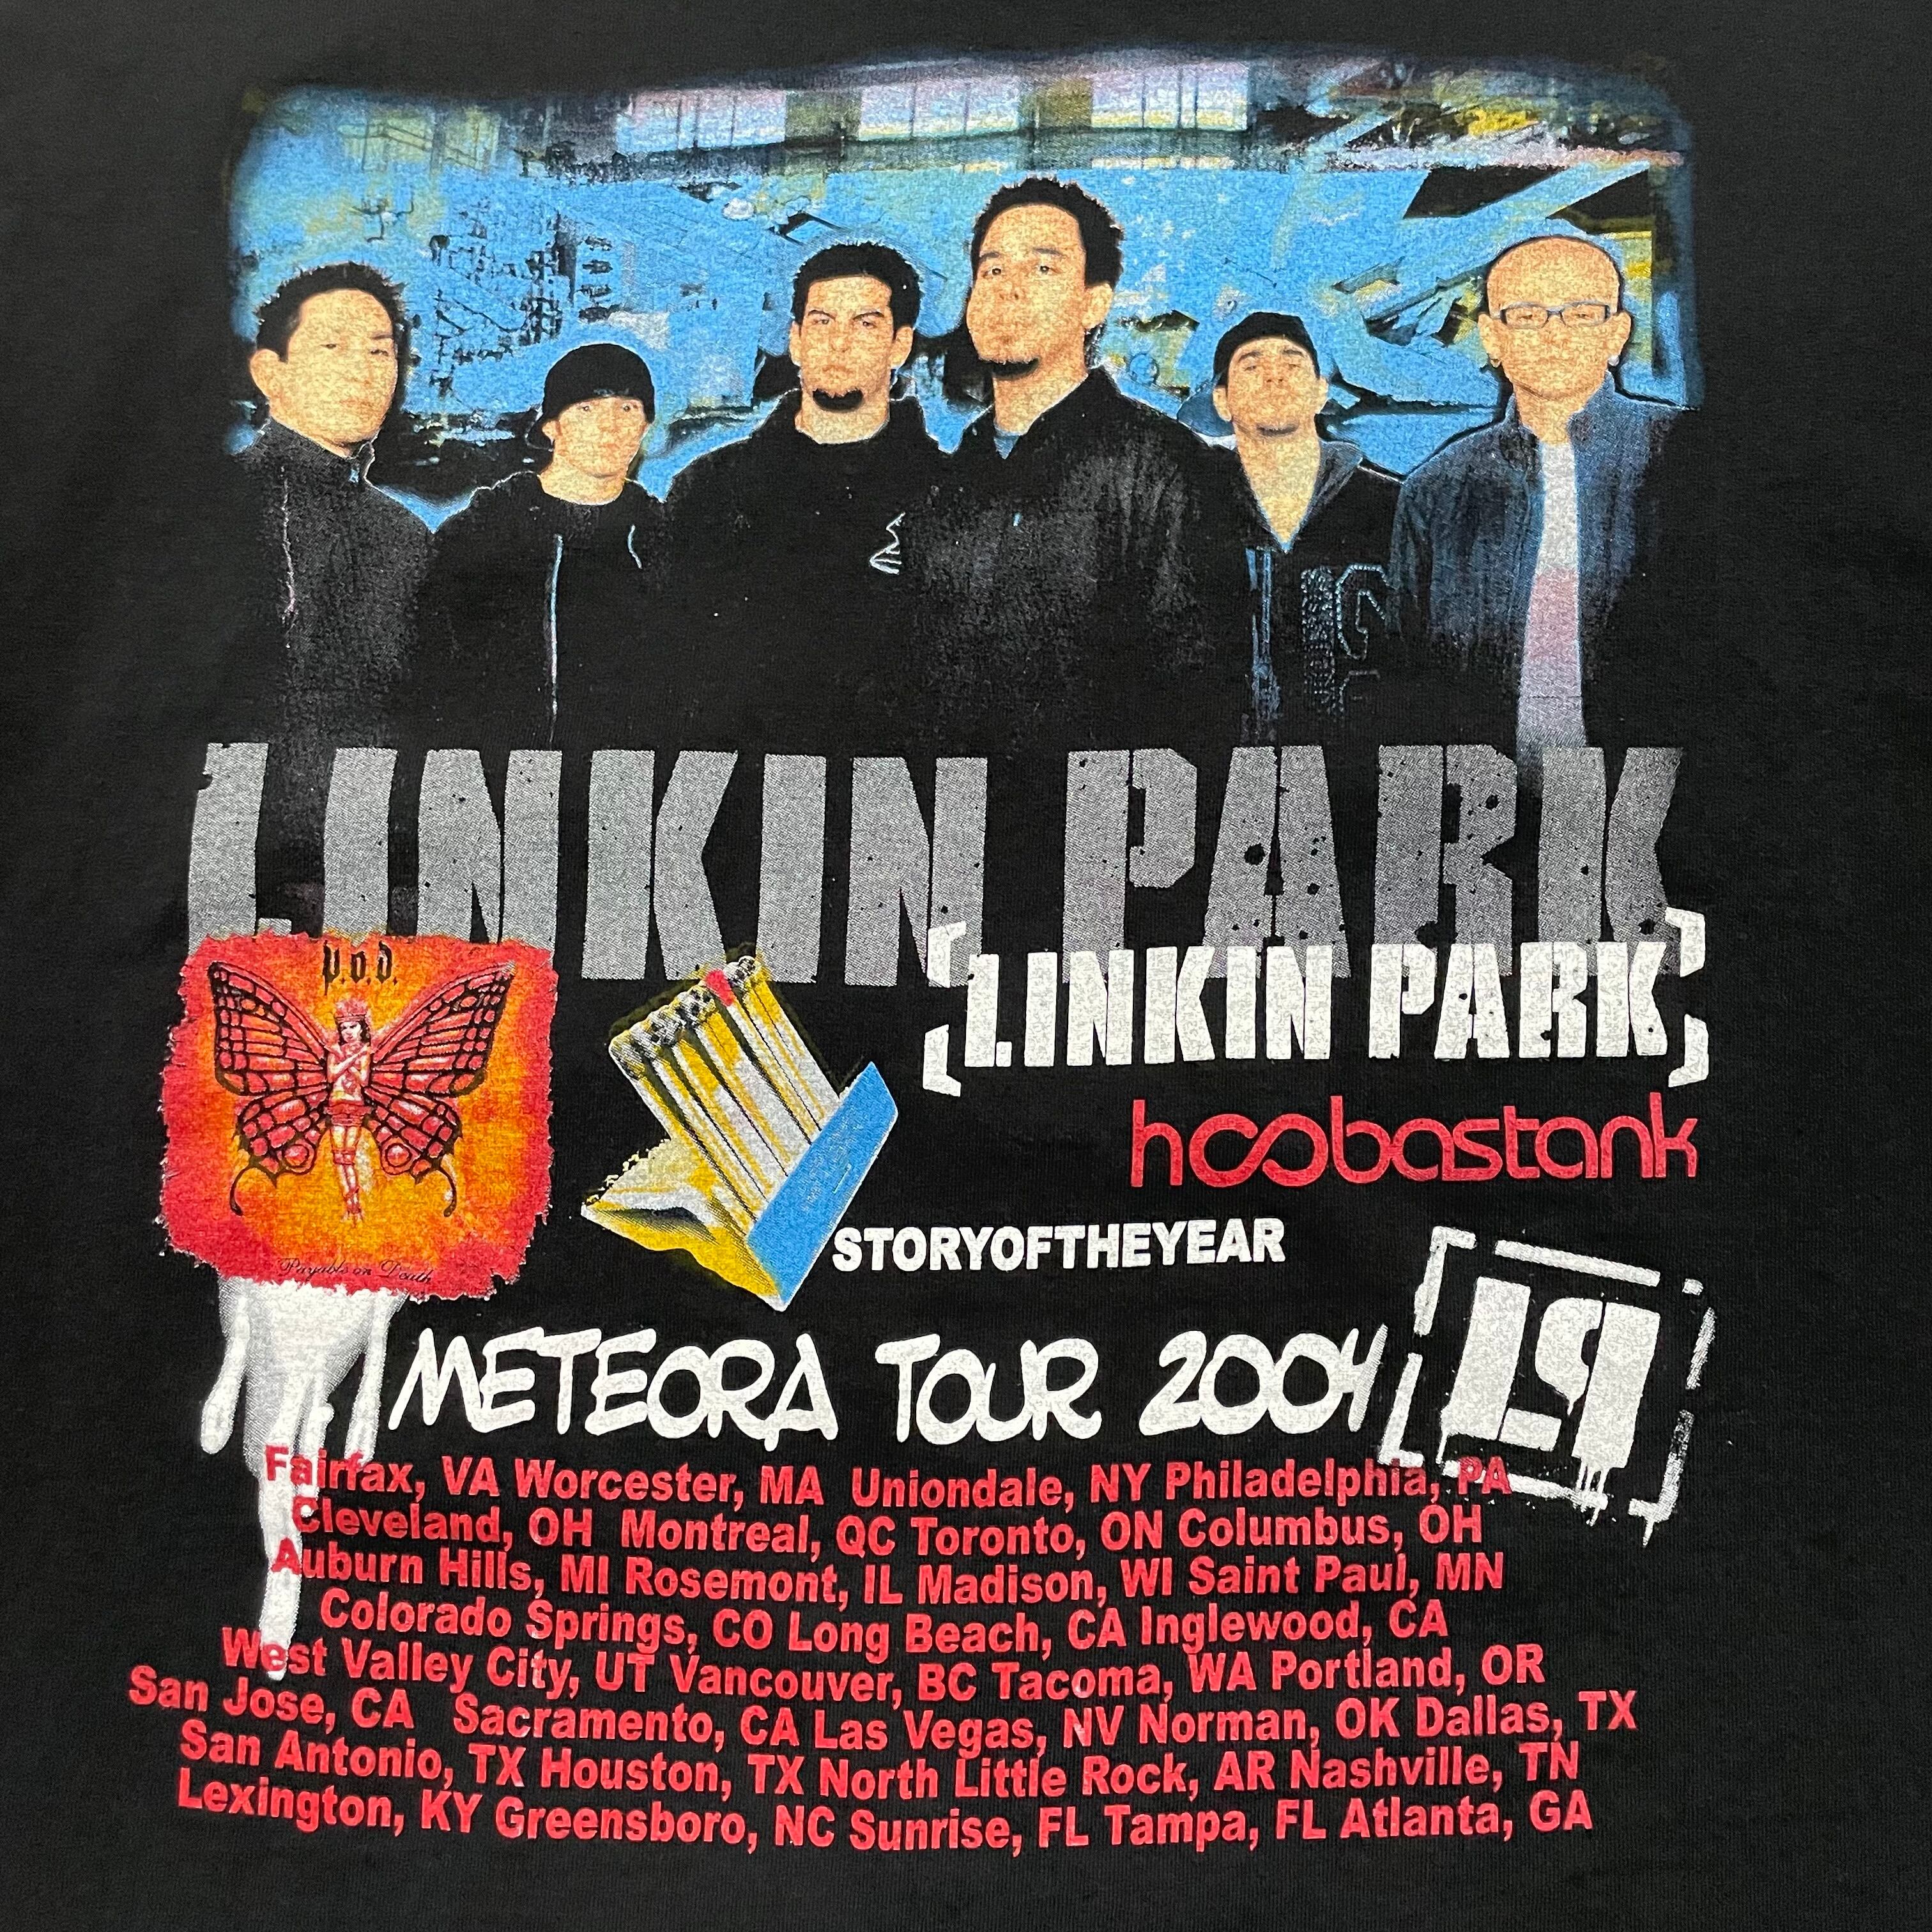 LINKIN PARK
p.o.d.
LINKIN PARK
hoobastank
STORYOFTHEYEAR
Payable on Death
METEORA TOUR 2004
LP
Fairfax, VA Worcester, MA Uniondale, NY Philadelphia, PA
Cleveland, OH Montreal, QC Toronto, ON Columbus, OH
Auburn Hills, MI Rosemont, IL Madison, WI Saint Paul, MN
Colorado Springs, CO Long Beach, CA Inglewood, CA
West Valley City, UT Vancouver, BC Tacoma, WA Portland, OR
San Jose, CA Sacramento, CA Las Vegas, NV Norman, OK Dallas, TX
San Antonio, TX Houston, TX North Little Rock, AR Nashville, TN
Lexington, KY Greensboro, NC Sunrise, FL Tampa, FL Atlanta, GA